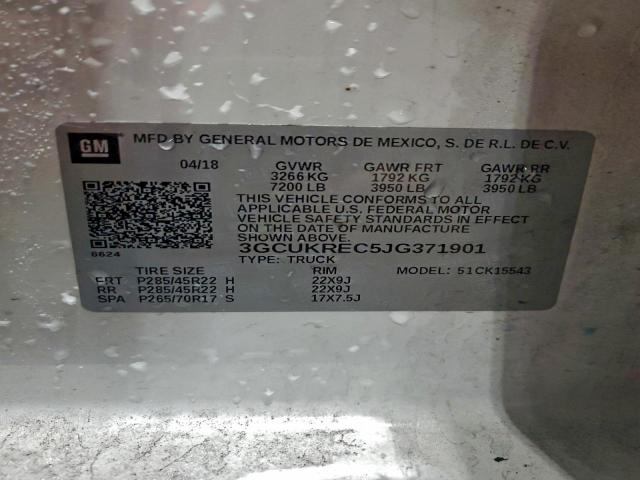 GM MFD BY GENERAL MOTORS DE MEXICO, S. DE R.L. DE C.V.
04/18 GVWR GAWR FRT GAWR RR
3266 KG 1792 KG 1792 KG
7200 LB 3950 LB 3950 LB
THIS VEHICLE CONFORMS TO ALL
APPLICABLE U.S. FEDERAL MOTOR
VEHICLE SAFETY STANDARDS IN EFFECT
ON THE DATE OF MANUFACTURE
SHOWN ABOVE.
6624 3GCUKREC5JG371901
TYPE: TRUCK MODEL: 51CK15543
TIRE SIZE RIM
FRT P285/45R22 H 22X9J
RR P285/45R22 H 22X9J
SPA P265/70R17 S 17X7.5J